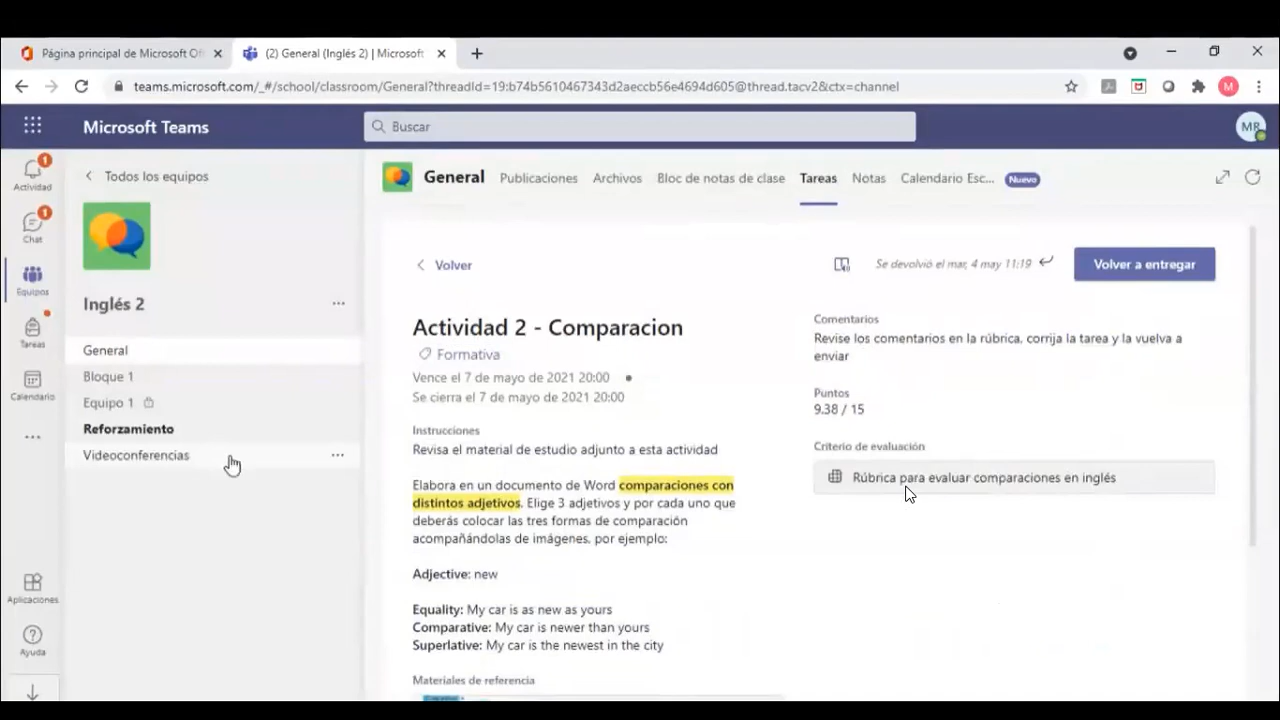 Página principal de Microsoft Of
(2) General (Inglés 2) | Microsoft
teams.microsoft.com/_#/school/classroom/General?threadId=19:b74b5610467343d2aeccb56e4694d605@thread.tacv2&ctx=channel
M
Microsoft Teams
Buscar
MR
1
Actividad
1
Chat
Equipos
Tareas
Calendario
Aplicaciones
Ayuda
Todos los equipos
Inglés 2
General
Bloque 1
Equipo 1
Reforzamiento
Videoconferencias
General Publicaciones Archivos Bloc de notas de clase Tareas Notas Calendario Esc... Nuevo
Volver
Se devolvió el mar, 4 may 11:19
Volver a entregar
Actividad 2 - Comparacion
Formativa
Vence el 7 de mayo de 2021 20:00
Se cierra el 7 de mayo de 2021 20:00
Instrucciones
Revisa el material de estudio adjunto a esta actividad
Elabora en un documento de Word comparaciones con
distintos adjetivos. Elige 3 adjetivos y por cada uno que
deberás colocar las tres formas de comparación
acompañándolas de imágenes, por ejemplo:
Adjective: new
Equality: My car is as new as yours
Comparative: My car is newer than yours
Superlative: My car is the newest in the city
Materiales de referencia
Comentarios
Revise los comentarios en la rúbrica, corrija la tarea y la vuelva a
enviar
Puntos
9.38 / 15
Criterio de evaluación
Rúbrica para evaluar comparaciones en inglés